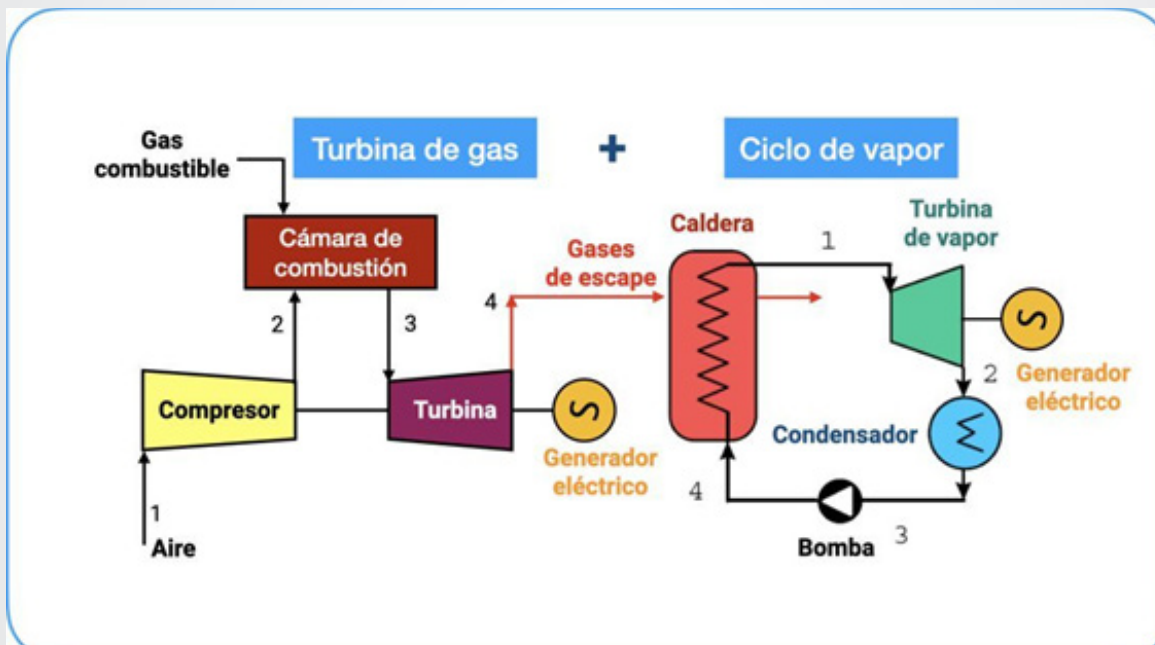 Gas
combustible
Turbina de gas
+
Ciclo de vapor
Cámara de
combustión
Gases
de escape
Caldera
1
Turbina
de vapor
2
3
4
Compresor
Turbina
Generador
eléctrico
2
Generador
eléctrico
Condensador
4
Bomba
3
1
Aire